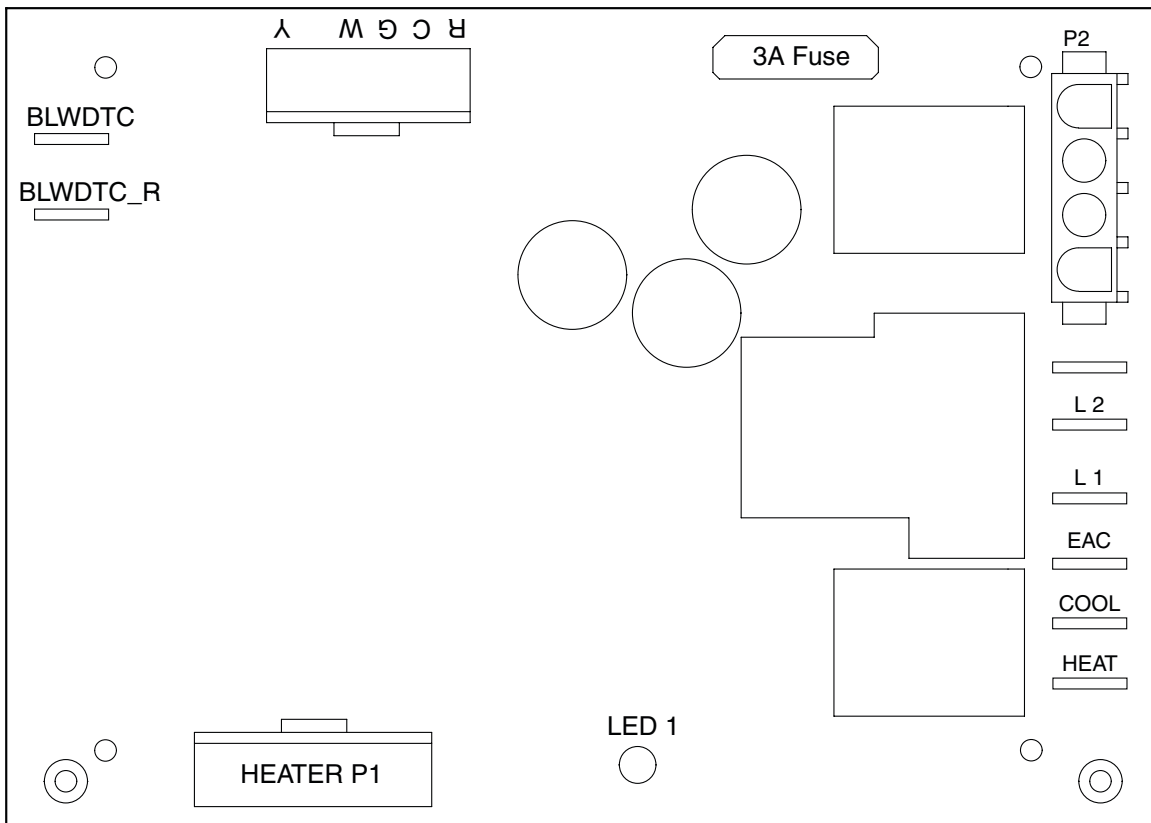 Y W G C R
3A Fuse
P2
BLWDTC
BLWDTC_R
L 2
L 1
EAC
COOL
HEAT
LED 1
HEATER P1